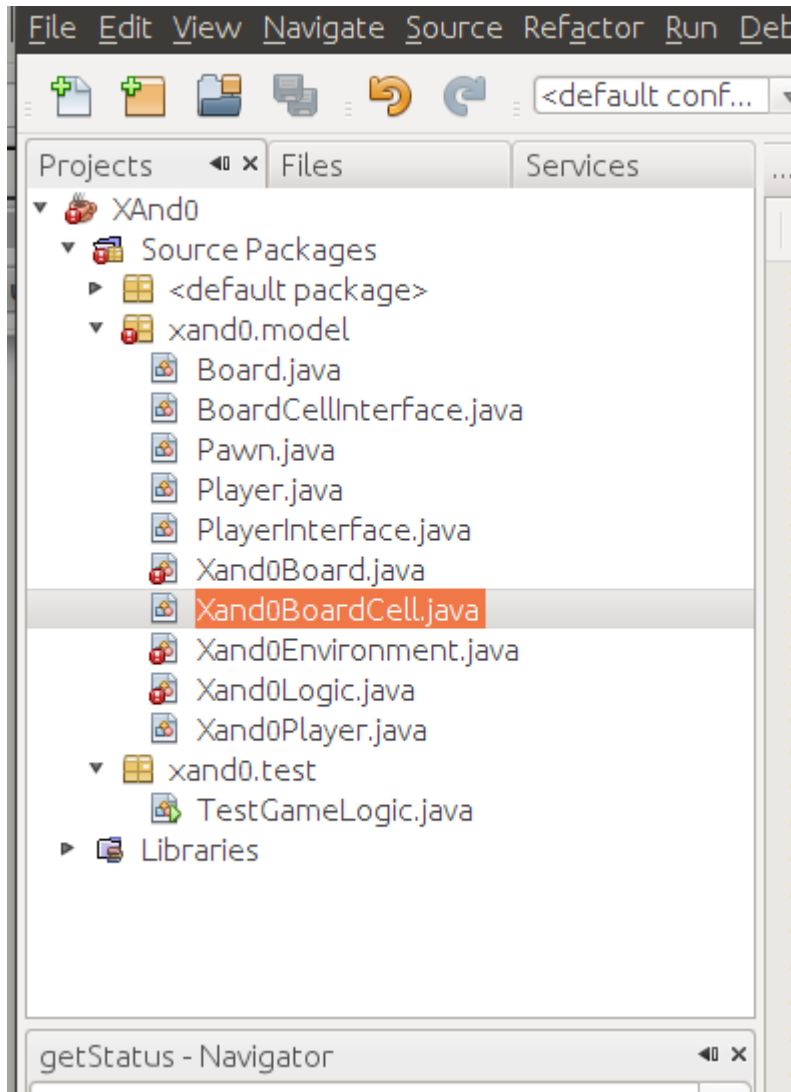 File Edit View Navigate Source Refactor Run Deb
<default conf...
Projects Files Services ...
XAnd0
Source Packages
<default package>
xand0.model
Board.java
BoardCellInterface.java
Pawn.java
Player.java
PlayerInterface.java
Xand0Board.java
Xand0BoardCell.java
Xand0Environment.java
Xand0Logic.java
Xand0Player.java
xand0.test
TestGameLogic.java
Libraries
getStatus - Navigator